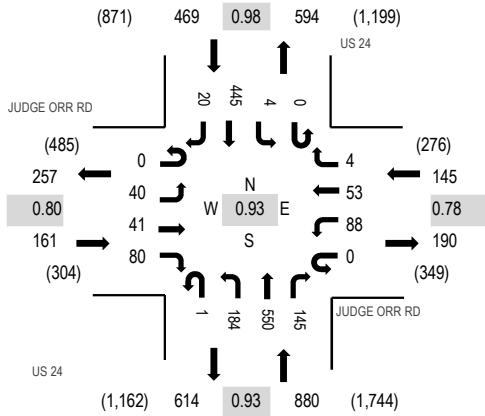 (871) 469 0.98 594 (1,199)
US 24
JUDGE ORR RD
20 445 4 0
(485) (276)
257 0 4 145
0.80 40 N 53 0.78
W 0.93 E
161 41 S 88 190
80 0
(304) (349)
1 184 550 145
JUDGE ORR RD
US 24
(1,162) 614 0.93 880 (1,744)